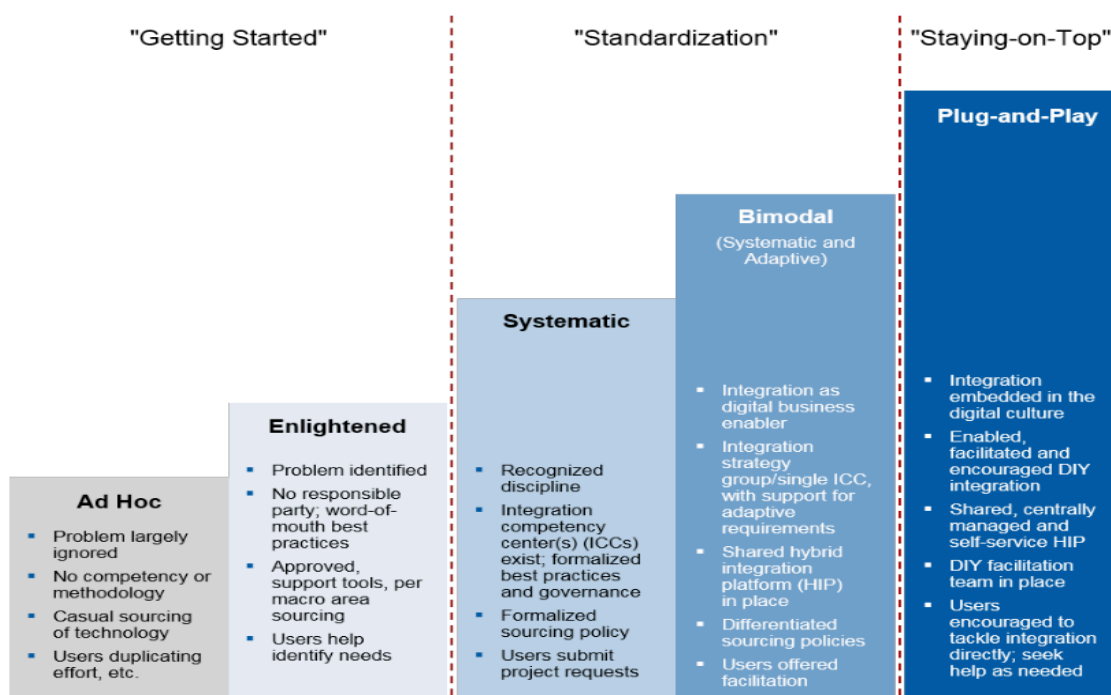 "Getting Started"
"Standardization"
"Staying-on-Top"
Ad Hoc
▪ Problem largely
ignored
▪ No competency or
methodology
▪ Casual sourcing
of technology
▪ Users duplicating
effort, etc.
Enlightened
▪ Problem identified
▪ No responsible
party; word-of-
mouth best
practices
▪ Approved,
support tools, per
macro area
sourcing
▪ Users help
identify needs
Systematic
▪ Recognized
discipline
▪ Integration
competency
center(s) (ICCs)
exist; formalized
best practices
and governance
▪ Formalized
sourcing policy
▪ Users submit
project requests
Bimodal
(Systematic and
Adaptive)
▪ Integration as
digital business
enabler
▪ Integration
strategy
group/single ICC,
with support for
adaptive
requirements
▪ Shared hybrid
integration
platform (HIP)
in place
▪ Differentiated
sourcing policies
▪ Users offered
facilitation
Plug-and-Play
▪ Integration
embedded in the
digital culture
▪ Enabled,
facilitated and
encouraged DIY
integration
▪ Shared, centrally
managed and
self-service HIP
▪ DIY facilitation
team in place
▪ Users
encouraged to
tackle integration
directly; seek
help as needed